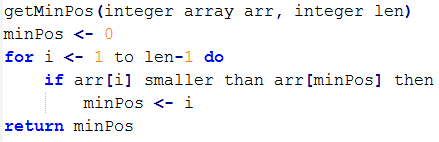 getMinPos(integer array arr, integer len)
minPos <- 0
for i <- 1 to len-1 do
    if arr[i] smaller than arr[minPos] then
        minPos <- i
return minPos